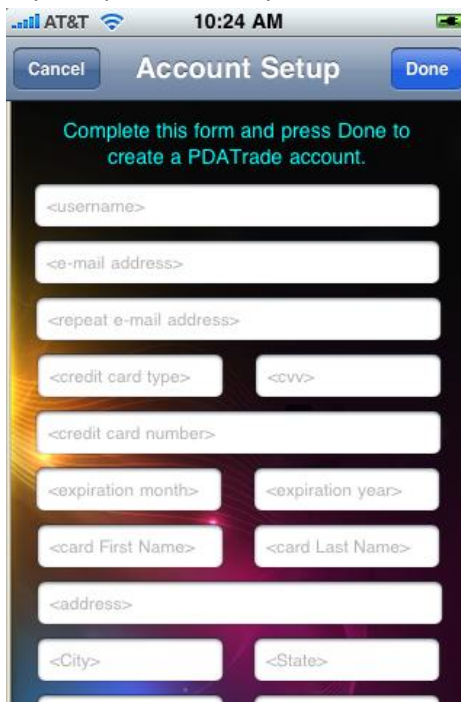 AT&T 10:24 AM
Cancel Account Setup Done
Complete this form and press Done to
create a PDATrade account.
<username>
<e-mail address>
<repeat e-mail address>
<credit card type> <cvv>
<credit card number>
<expiration month> <expiration year>
<card First Name> <card Last Name>
<address>
<City> <State>